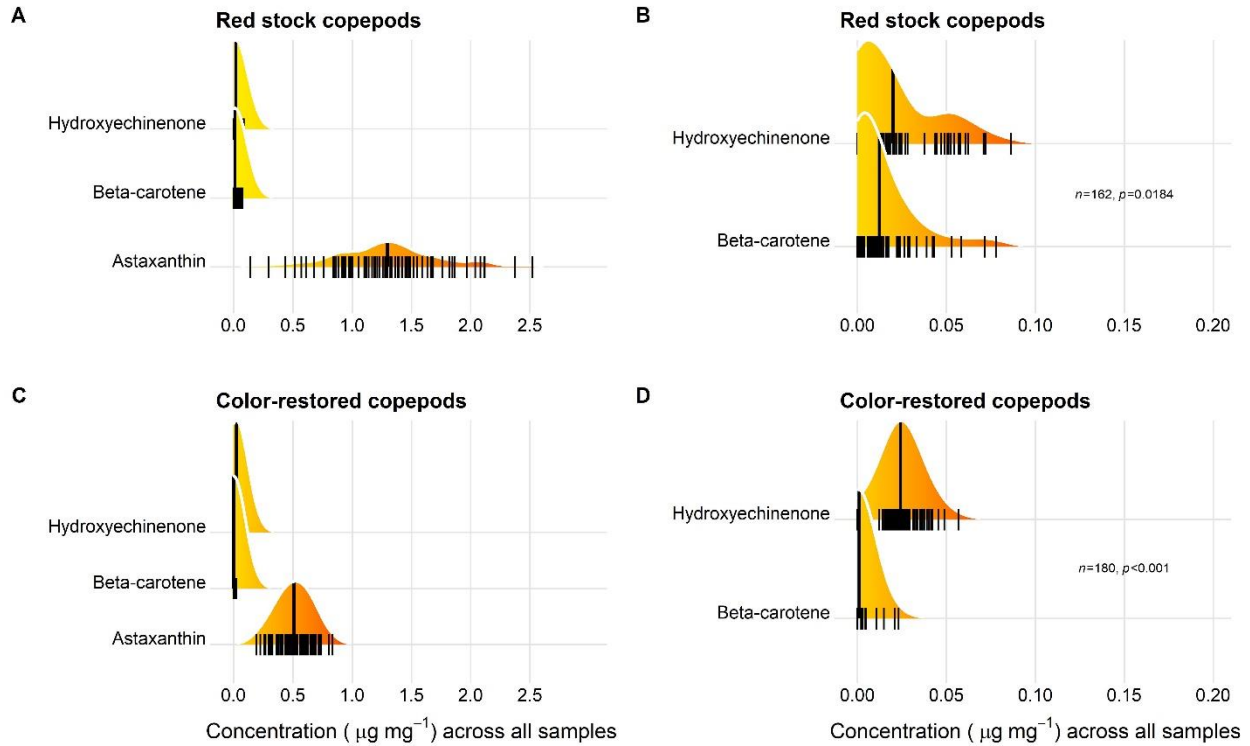 A
Red stock copepods
Hydroxyechinenone
Beta-carotene
Astaxanthin
0.0 0.5 1.0 1.5 2.0 2.5
B
Red stock copepods
Hydroxyechinenone
n=162, p=0.0184
Beta-carotene
0.00 0.05 0.10 0.15 0.20
C
Color-restored copepods
Hydroxyechinenone
Beta-carotene
Astaxanthin
0.0 0.5 1.0 1.5 2.0 2.5
Concentration ( μg mg⁻¹) across all samples
D
Color-restored copepods
Hydroxyechinenone
n=180, p<0.001
Beta-carotene
0.00 0.05 0.10 0.15 0.20
Concentration ( μg mg⁻¹) across all samples